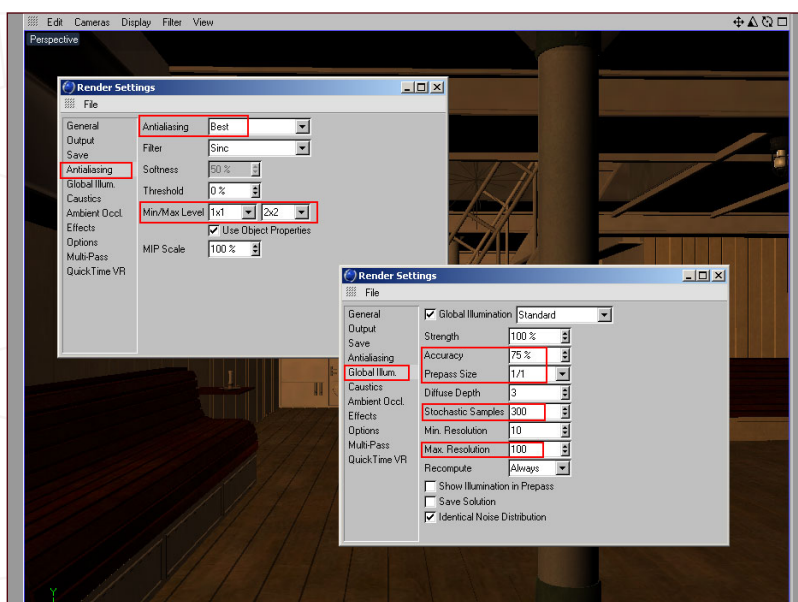 Edit Cameras Display Filter View
Perspective
Render Settings
File
General
Output
Save
Antialiasing
Global Illum.
Caustics
Ambient Occl.
Effects
Options
Multi-Pass
QuickTime VR
Antialiasing Best
Filter Sinc
Softness 50 %
Threshold 0 %
Min/Max Level 1x1 2x2
Use Object Properties
MIP Scale 100 %
Render Settings
File
General
Output
Save
Antialiasing
Global Illum.
Caustics
Ambient Occl.
Effects
Options
Multi-Pass
QuickTime VR
Global Illumination Standard
Strength 100 %
Accuracy 75 %
Prepass Size 1/1
Diffuse Depth 3
Stochastic Samples 300
Min. Resolution 10
Max. Resolution 100
Recompute Always
Show Illumination in Prepass
Save Solution
Identical Noise Distribution
Y